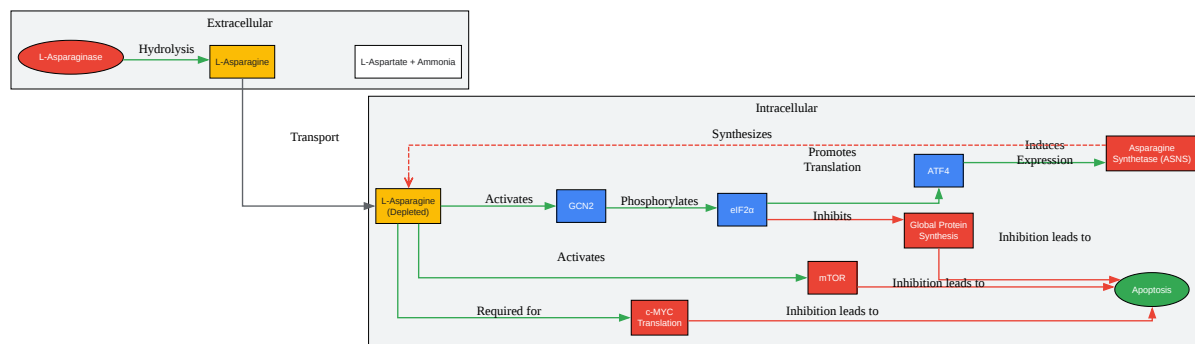 Extracellular
L-Asparaginase
Hydrolysis
L-Asparagine
L-Aspartate + Ammonia
Transport
Intracellular
Synthesizes
Asparagine
Synthetase (ASNS)
Induces
Expression
Promotes
Translation
ATF4
L-Asparagine
(Depleted)
Activates
GCN2
Phosphorylates
eIF2α
Inhibits
Global Protein
Synthesis
Inhibition leads to
Activates
mTOR
Inhibition leads to
Apoptosis
Required for
c-MYC
Translation
Inhibition leads to